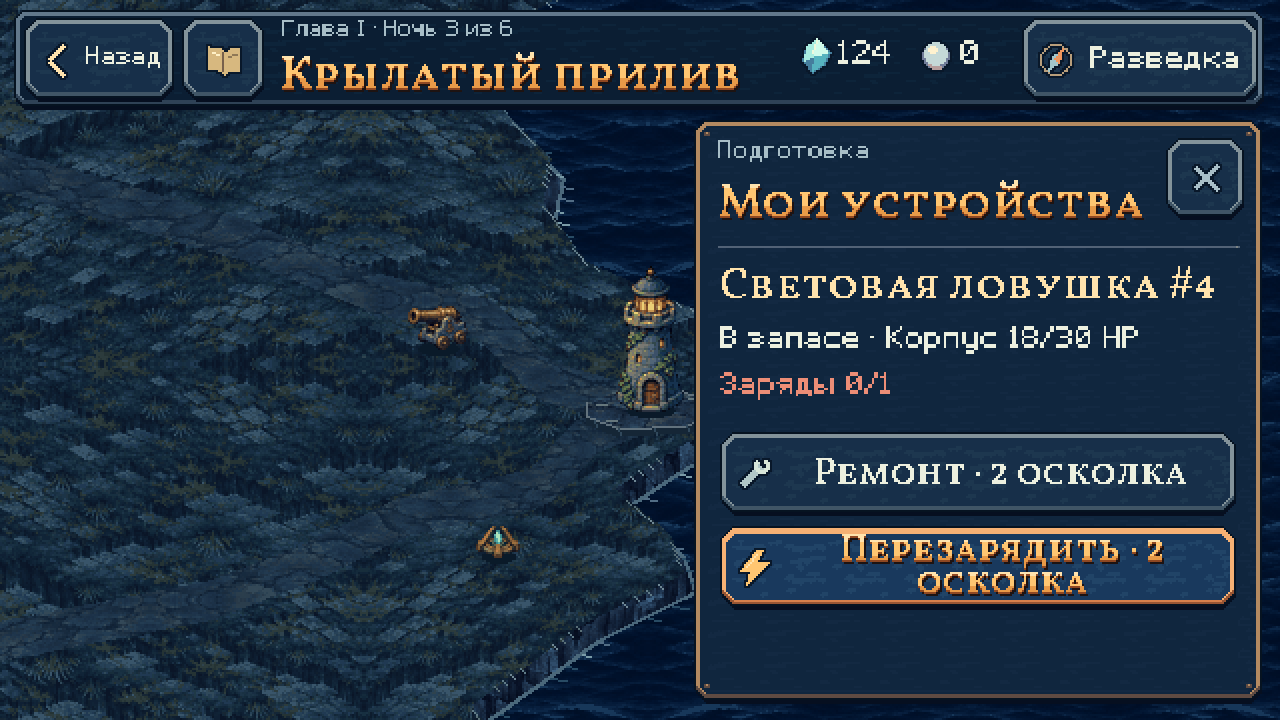 Назад
Глава I · Ночь 3 из 6
Крылатый прилив
124
0
Разведка
Подготовка
Мои устройства
Световая ловушка #4
В запасе · Корпус 18/30 HP
Заряды 0/1
Ремонт · 2 осколка
Перезарядить · 2
осколка